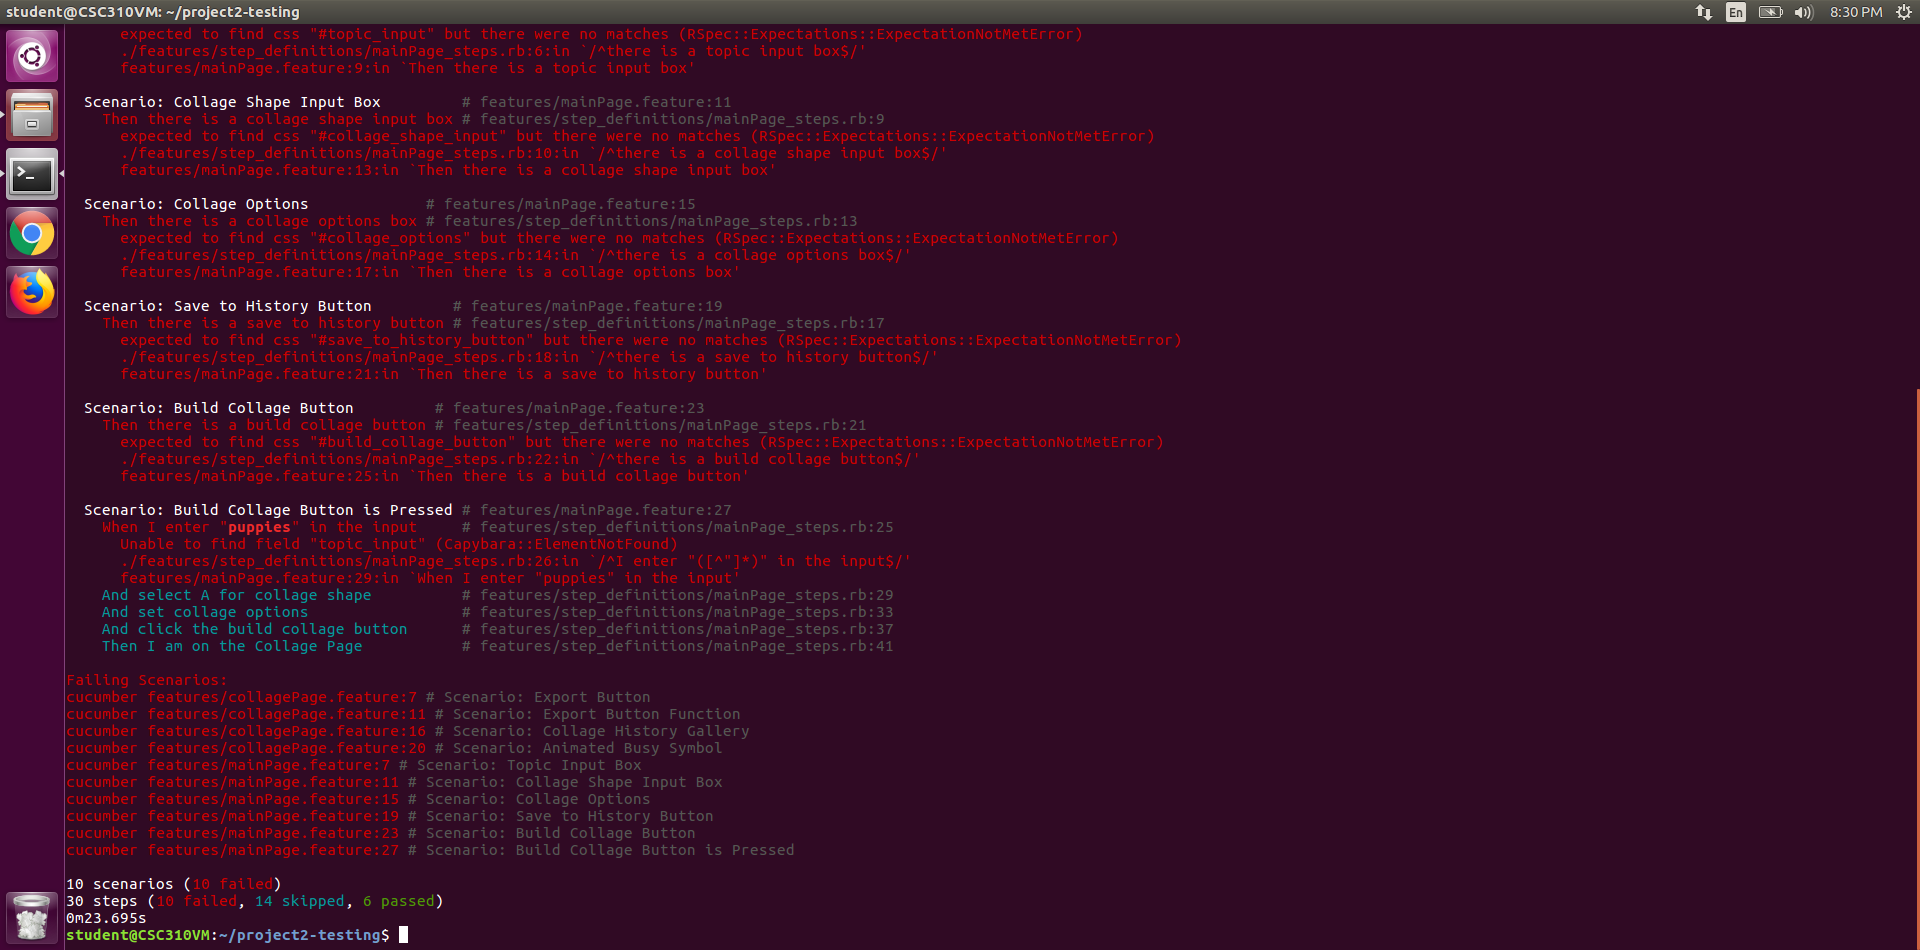 student@CSC310VM: ~/project2-testing
En
8:30 PM
expected to find css "#topic_input" but there were no matches (RSpec::Expectations::ExpectationNotMetError)
./features/step_definitions/mainPage_steps.rb:6:in `/^there is a topic input box$/'
features/mainPage.feature:9:in `Then there is a topic input box'
Scenario: Collage Shape Input Box # features/mainPage.feature:11
Then there is a collage shape input box # features/step_definitions/mainPage_steps.rb:9
expected to find css "#collage_shape_input" but there were no matches (RSpec::Expectations::ExpectationNotMetError)
./features/step_definitions/mainPage_steps.rb:10:in `/^there is a collage shape input box$/'
features/mainPage.feature:13:in `Then there is a collage shape input box'
Scenario: Collage Options # features/mainPage.feature:15
Then there is a collage options box # features/step_definitions/mainPage_steps.rb:13
expected to find css "#collage_options" but there were no matches (RSpec::Expectations::ExpectationNotMetError)
./features/step_definitions/mainPage_steps.rb:14:in `/^there is a collage options box$/'
features/mainPage.feature:17:in `Then there is a collage options box'
Scenario: Save to History Button # features/mainPage.feature:19
Then there is a save to history button # features/step_definitions/mainPage_steps.rb:17
expected to find css "#save_to_history_button" but there were no matches (RSpec::Expectations::ExpectationNotMetError)
./features/step_definitions/mainPage_steps.rb:18:in `/^there is a save to history button$/'
features/mainPage.feature:21:in `Then there is a save to history button'
Scenario: Build Collage Button # features/mainPage.feature:23
Then there is a build collage button # features/step_definitions/mainPage_steps.rb:21
expected to find css "#build_collage_button" but there were no matches (RSpec::Expectations::ExpectationNotMetError)
./features/step_definitions/mainPage_steps.rb:22:in `/^there is a build collage button$/'
features/mainPage.feature:25:in `Then there is a build collage button'
Scenario: Build Collage Button is Pressed # features/mainPage.feature:27
When I enter "puppies" in the input # features/step_definitions/mainPage_steps.rb:25
Unable to find field "topic_input" (Capybara::ElementNotFound)
./features/step_definitions/mainPage_steps.rb:26:in `/^I enter "([^"]*)" in the input$/'
features/mainPage.feature:29:in `When I enter "puppies" in the input'
And select A for collage shape # features/step_definitions/mainPage_steps.rb:29
And set collage options # features/step_definitions/mainPage_steps.rb:33
And click the build collage button # features/step_definitions/mainPage_steps.rb:37
Then I am on the Collage Page # features/step_definitions/mainPage_steps.rb:41
Failing Scenarios:
cucumber features/collagePage.feature:7 # Scenario: Export Button
cucumber features/collagePage.feature:11 # Scenario: Export Button Function
cucumber features/collagePage.feature:16 # Scenario: Collage History Gallery
cucumber features/collagePage.feature:20 # Scenario: Animated Busy Symbol
cucumber features/mainPage.feature:7 # Scenario: Topic Input Box
cucumber features/mainPage.feature:11 # Scenario: Collage Shape Input Box
cucumber features/mainPage.feature:15 # Scenario: Collage Options
cucumber features/mainPage.feature:19 # Scenario: Save to History Button
cucumber features/mainPage.feature:23 # Scenario: Build Collage Button
cucumber features/mainPage.feature:27 # Scenario: Build Collage Button is Pressed
10 scenarios (10 failed)
30 steps (10 failed, 14 skipped, 6 passed)
0m23.695s
student@CSC310VM:~/project2-testing$